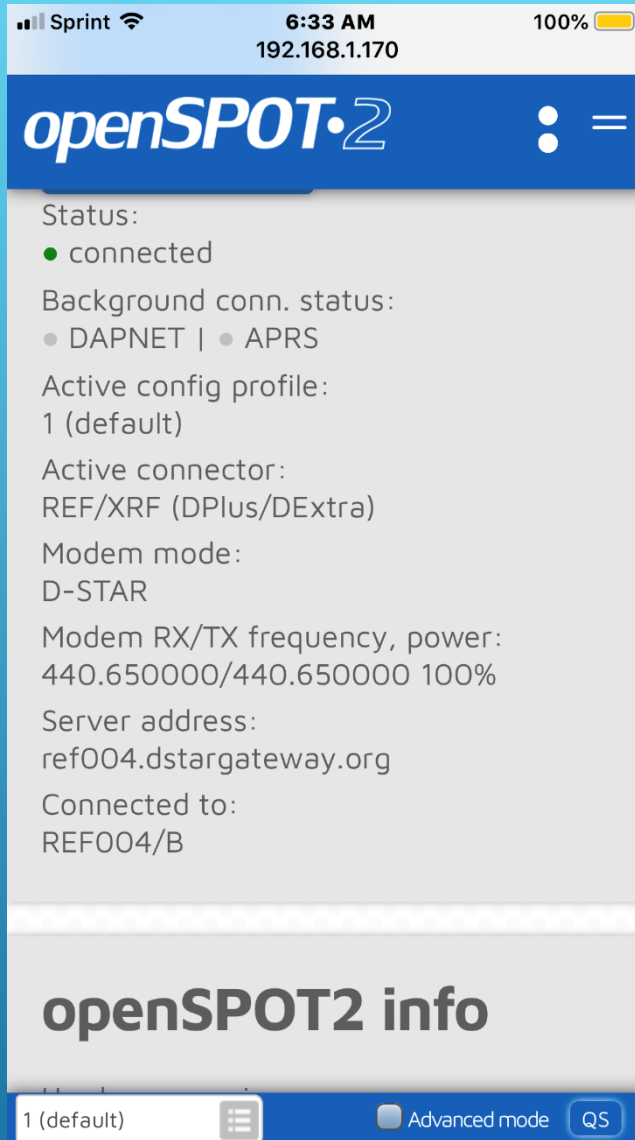 Sprint 6:33 AM 100%
192.168.1.170
openSPOT•2
Status:
connected
Background conn. status:
DAPNET | APRS
Active config profile:
1 (default)
Active connector:
REF/XRF (DPlus/DExtra)
Modem mode:
D-STAR
Modem RX/TX frequency, power:
440.650000/440.650000 100%
Server address:
ref004.dstargateway.org
Connected to:
REF004/B
openSPOT2 info
1 (default) Advanced mode QS